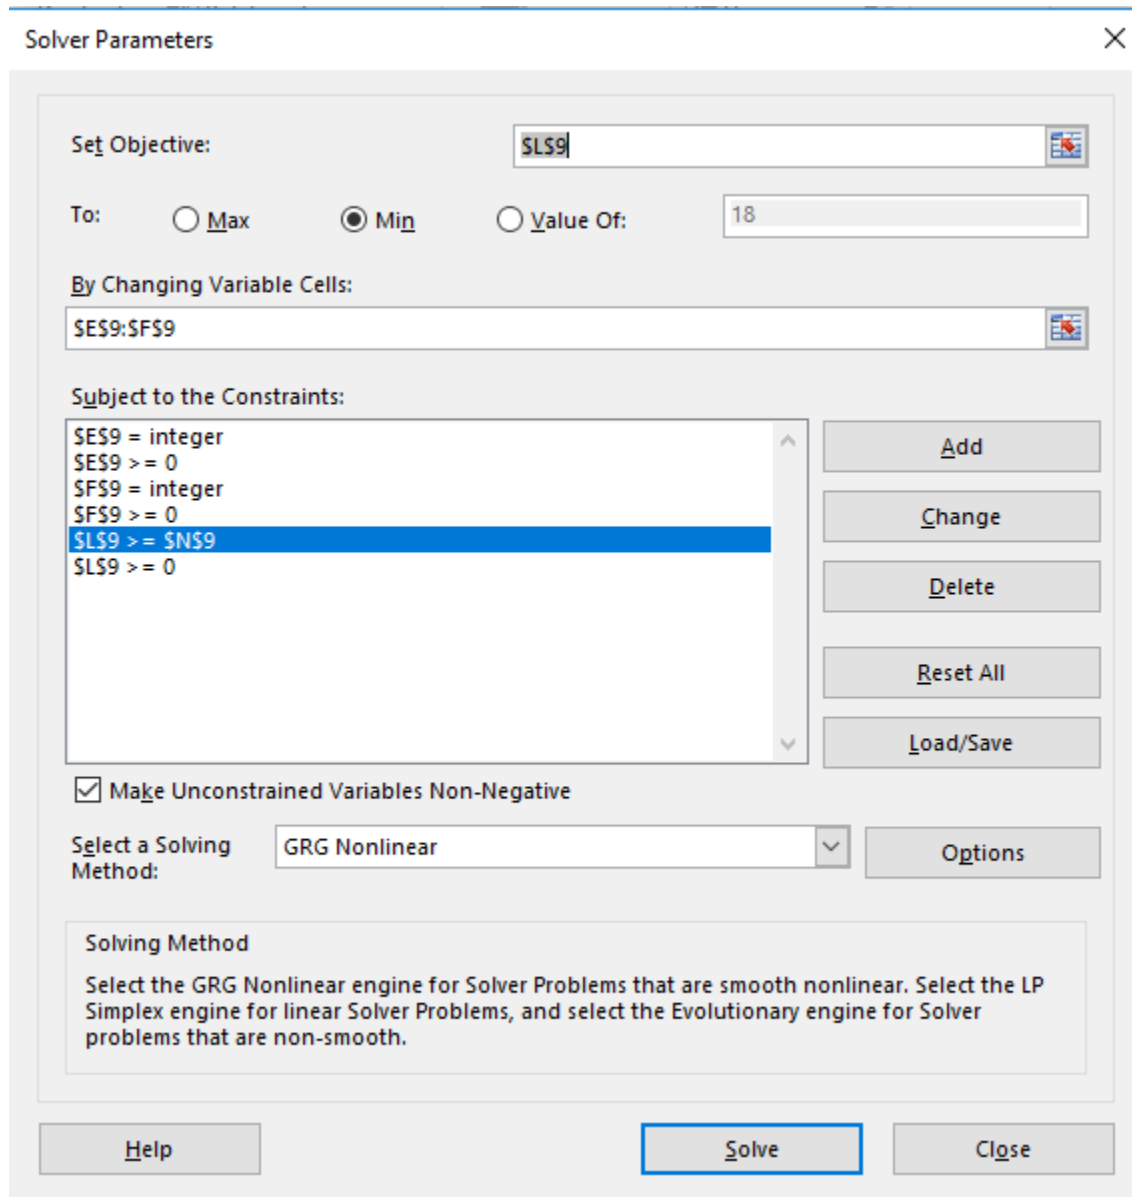 Solver Parameters
Set Objective:
$L$9
To:
Max
Min
Value Of:
18
By Changing Variable Cells:
$E$9:$F$9
Subject to the Constraints:
$E$9 = integer
$E$9 >= 0
$F$9 = integer
$F$9 >= 0
$L$9 >= $N$9
$L$9 >= 0
Add
Change
Delete
Reset All
Load/Save
Make Unconstrained Variables Non-Negative
Select a Solving
Method:
GRG Nonlinear
Options
Solving Method
Select the GRG Nonlinear engine for Solver Problems that are smooth nonlinear. Select the LP
Simplex engine for linear Solver Problems, and select the Evolutionary engine for Solver
problems that are non-smooth.
Help
Solve
Close